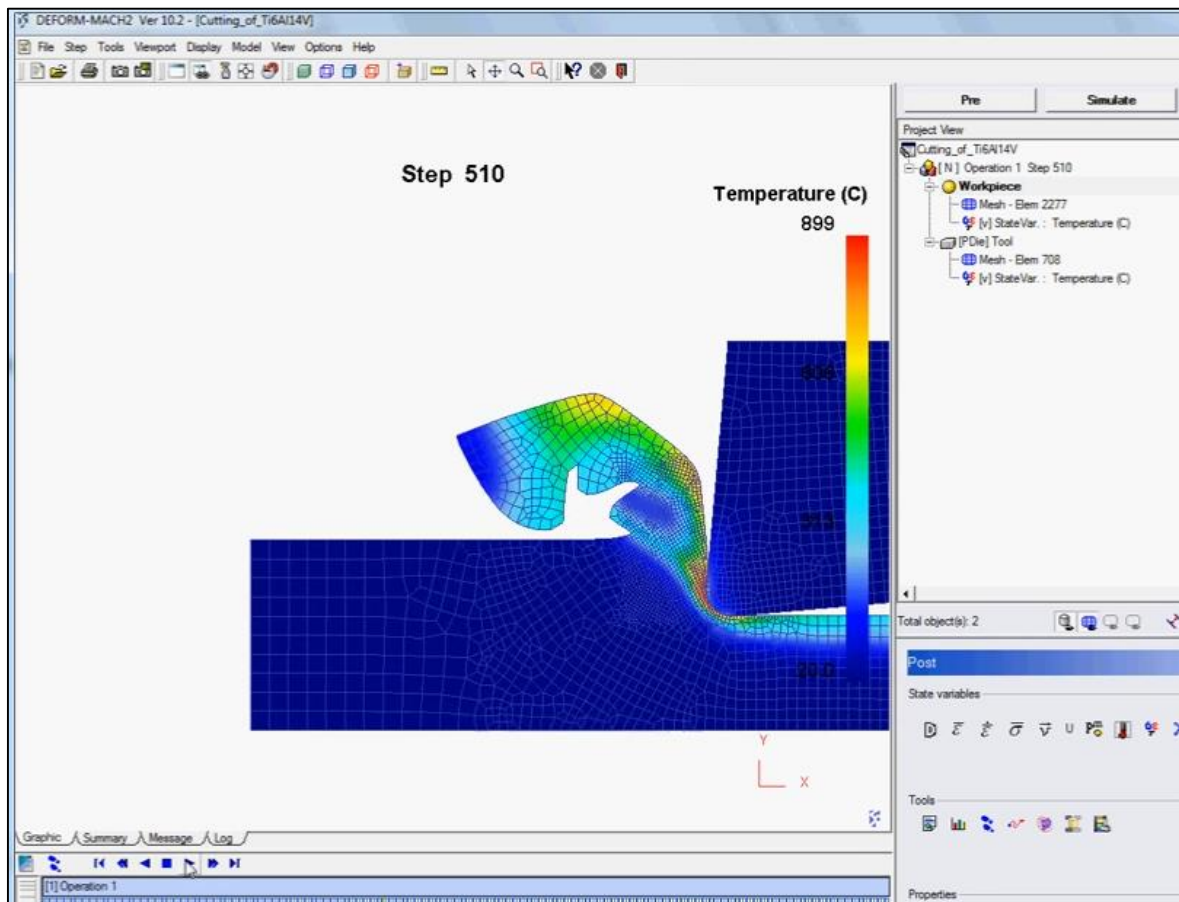 DEFORM-MACH2 Ver 10.2 - [Cutting_of_Ti6Al14V]
File Step Tools Viewport Display Model View Options Help
Pre Simulate
Project View
Cutting_of_Ti6Al14V
[N] Operation 1 Step 510
Workpiece
Mesh - Elem 2277
[v] StateVar. : Temperature (C)
[PDie] Tool
Mesh - Elem 708
[v] StateVar. : Temperature (C)
Step 510
Temperature (C)
899
20.0
Y
X
Total object(s): 2
Post
State variables
Tools
Properties
Graphic Summary Message Log
[1] Operation 1